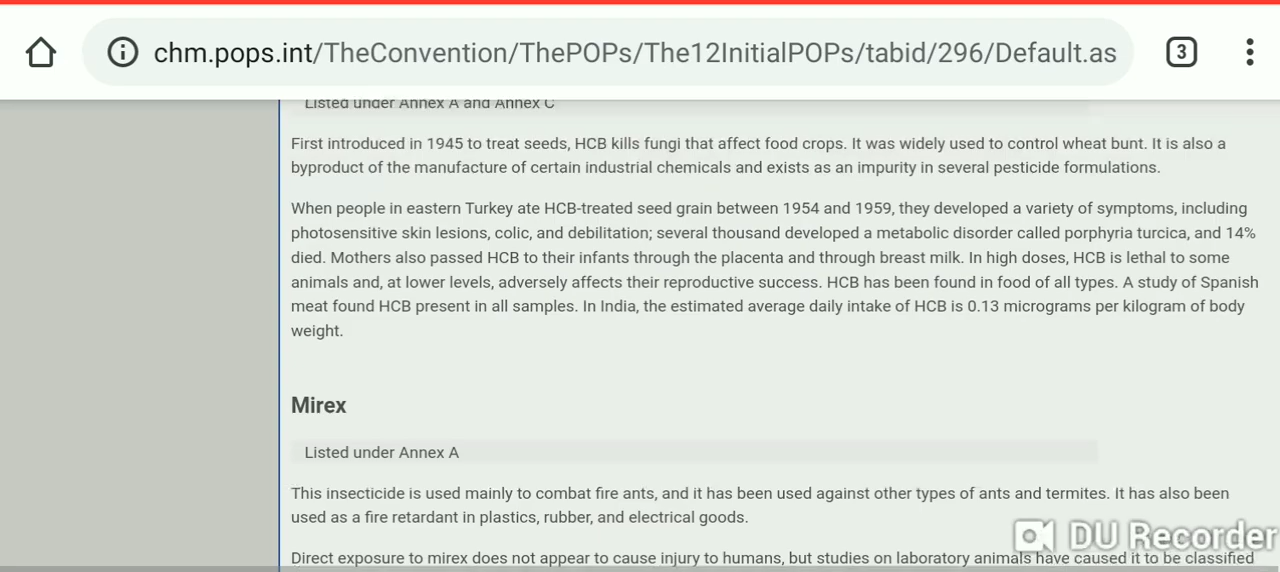 chm.pops.int/TheConvention/ThePOPs/The12InitialPOPs/tabid/296/Default.as
3
Listed under Annex A and Annex C
First introduced in 1945 to treat seeds, HCB kills fungi that affect food crops. It was widely used to control wheat bunt. It is also a
byproduct of the manufacture of certain industrial chemicals and exists as an impurity in several pesticide formulations.
When people in eastern Turkey ate HCB-treated seed grain between 1954 and 1959, they developed a variety of symptoms, including
photosensitive skin lesions, colic, and debilitation; several thousand developed a metabolic disorder called porphyria turcica, and 14%
died. Mothers also passed HCB to their infants through the placenta and through breast milk. In high doses, HCB is lethal to some
animals and, at lower levels, adversely affects their reproductive success. HCB has been found in food of all types. A study of Spanish
meat found HCB present in all samples. In India, the estimated average daily intake of HCB is 0.13 micrograms per kilogram of body
weight.
Mirex
Listed under Annex A
This insecticide is used mainly to combat fire ants, and it has been used against other types of ants and termites. It has also been
used as a fire retardant in plastics, rubber, and electrical goods.
DU Recorder
Direct exposure to mirex does not appear to cause injury to humans, but studies on laboratory animals have caused it to be classified